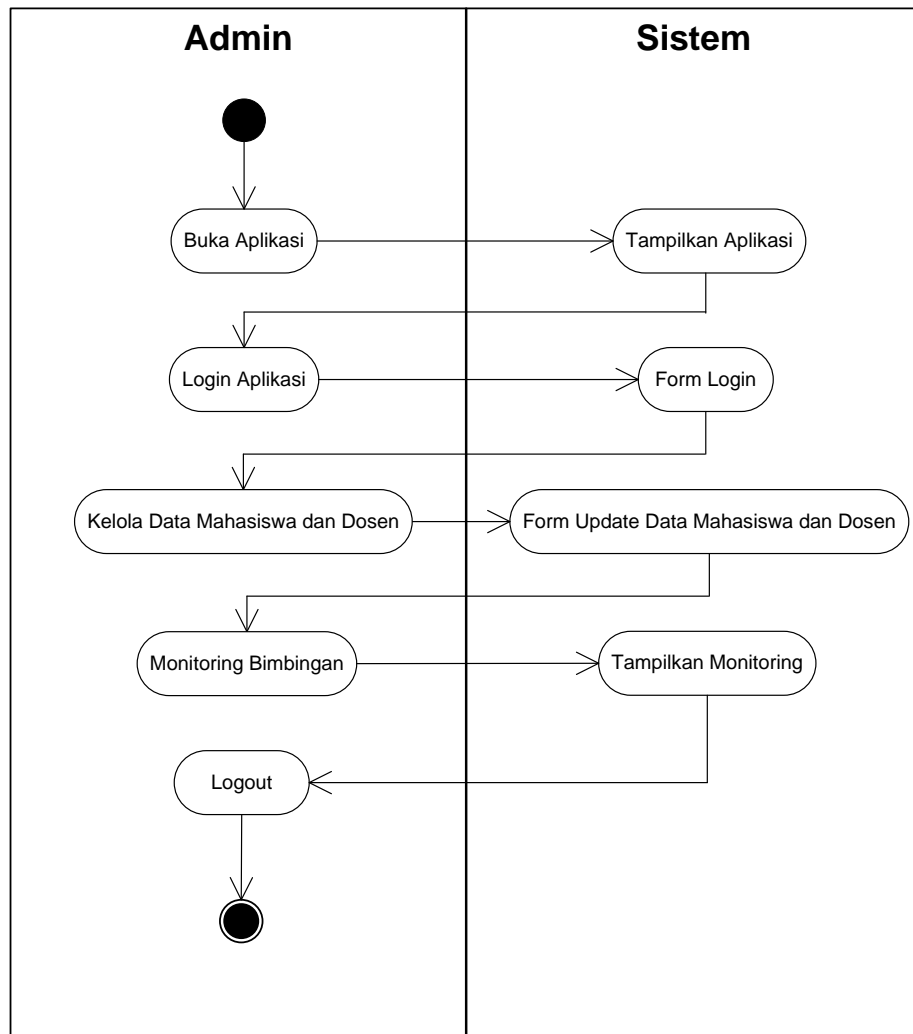 Admin
Sistem
Buka Aplikasi
Tampilkan Aplikasi
Login Aplikasi
Form Login
Kelola Data Mahasiswa dan Dosen
Form Update Data Mahasiswa dan Dosen
Monitoring Bimbingan
Tampilkan Monitoring
Logout